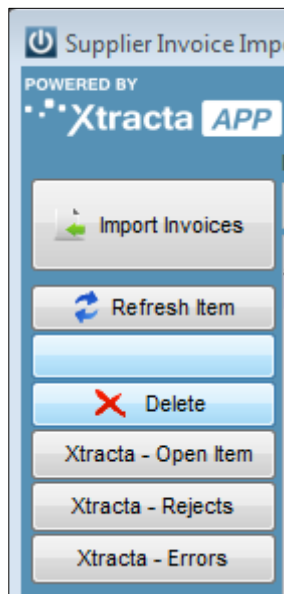 Supplier Invoice Imp
POWERED BY
Xtracta APP
Import Invoices
Refresh Item
Delete
Xtracta - Open Item
Xtracta - Rejects
Xtracta - Errors